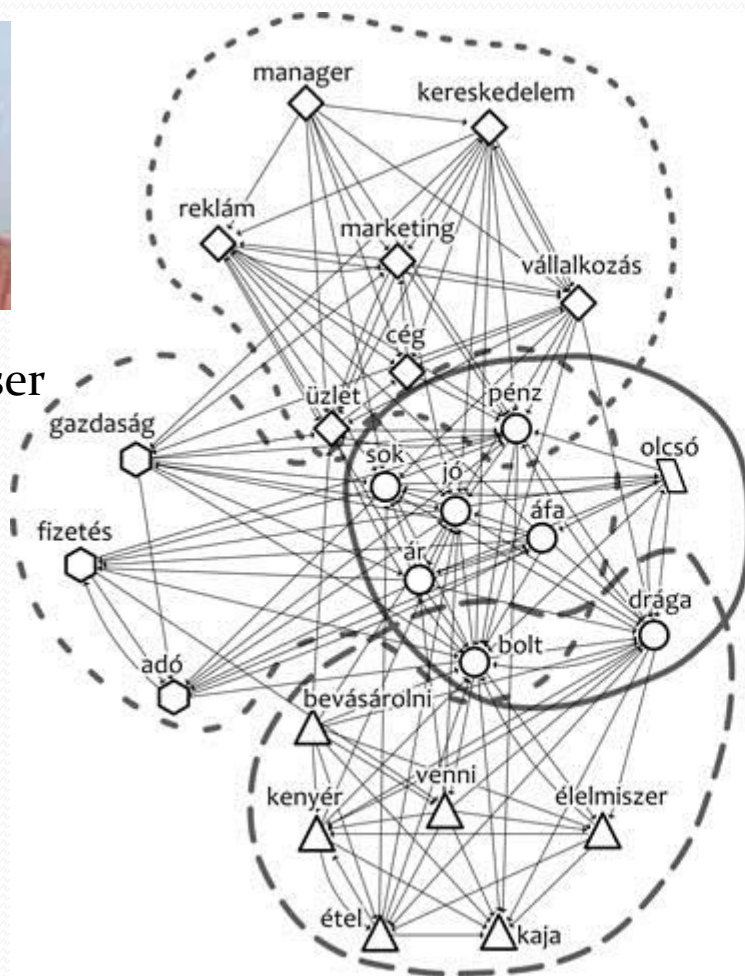 manager
kereskedelem
reklám
marketing
vállalkozás
cég
ser
üzlet
pénz
gazdaság
sok
jó
olcsó
fizetés
áfa
ár
drága
adó
bolt
bevásárolni
venni
kenyér
élelmiszer
étel
kaja